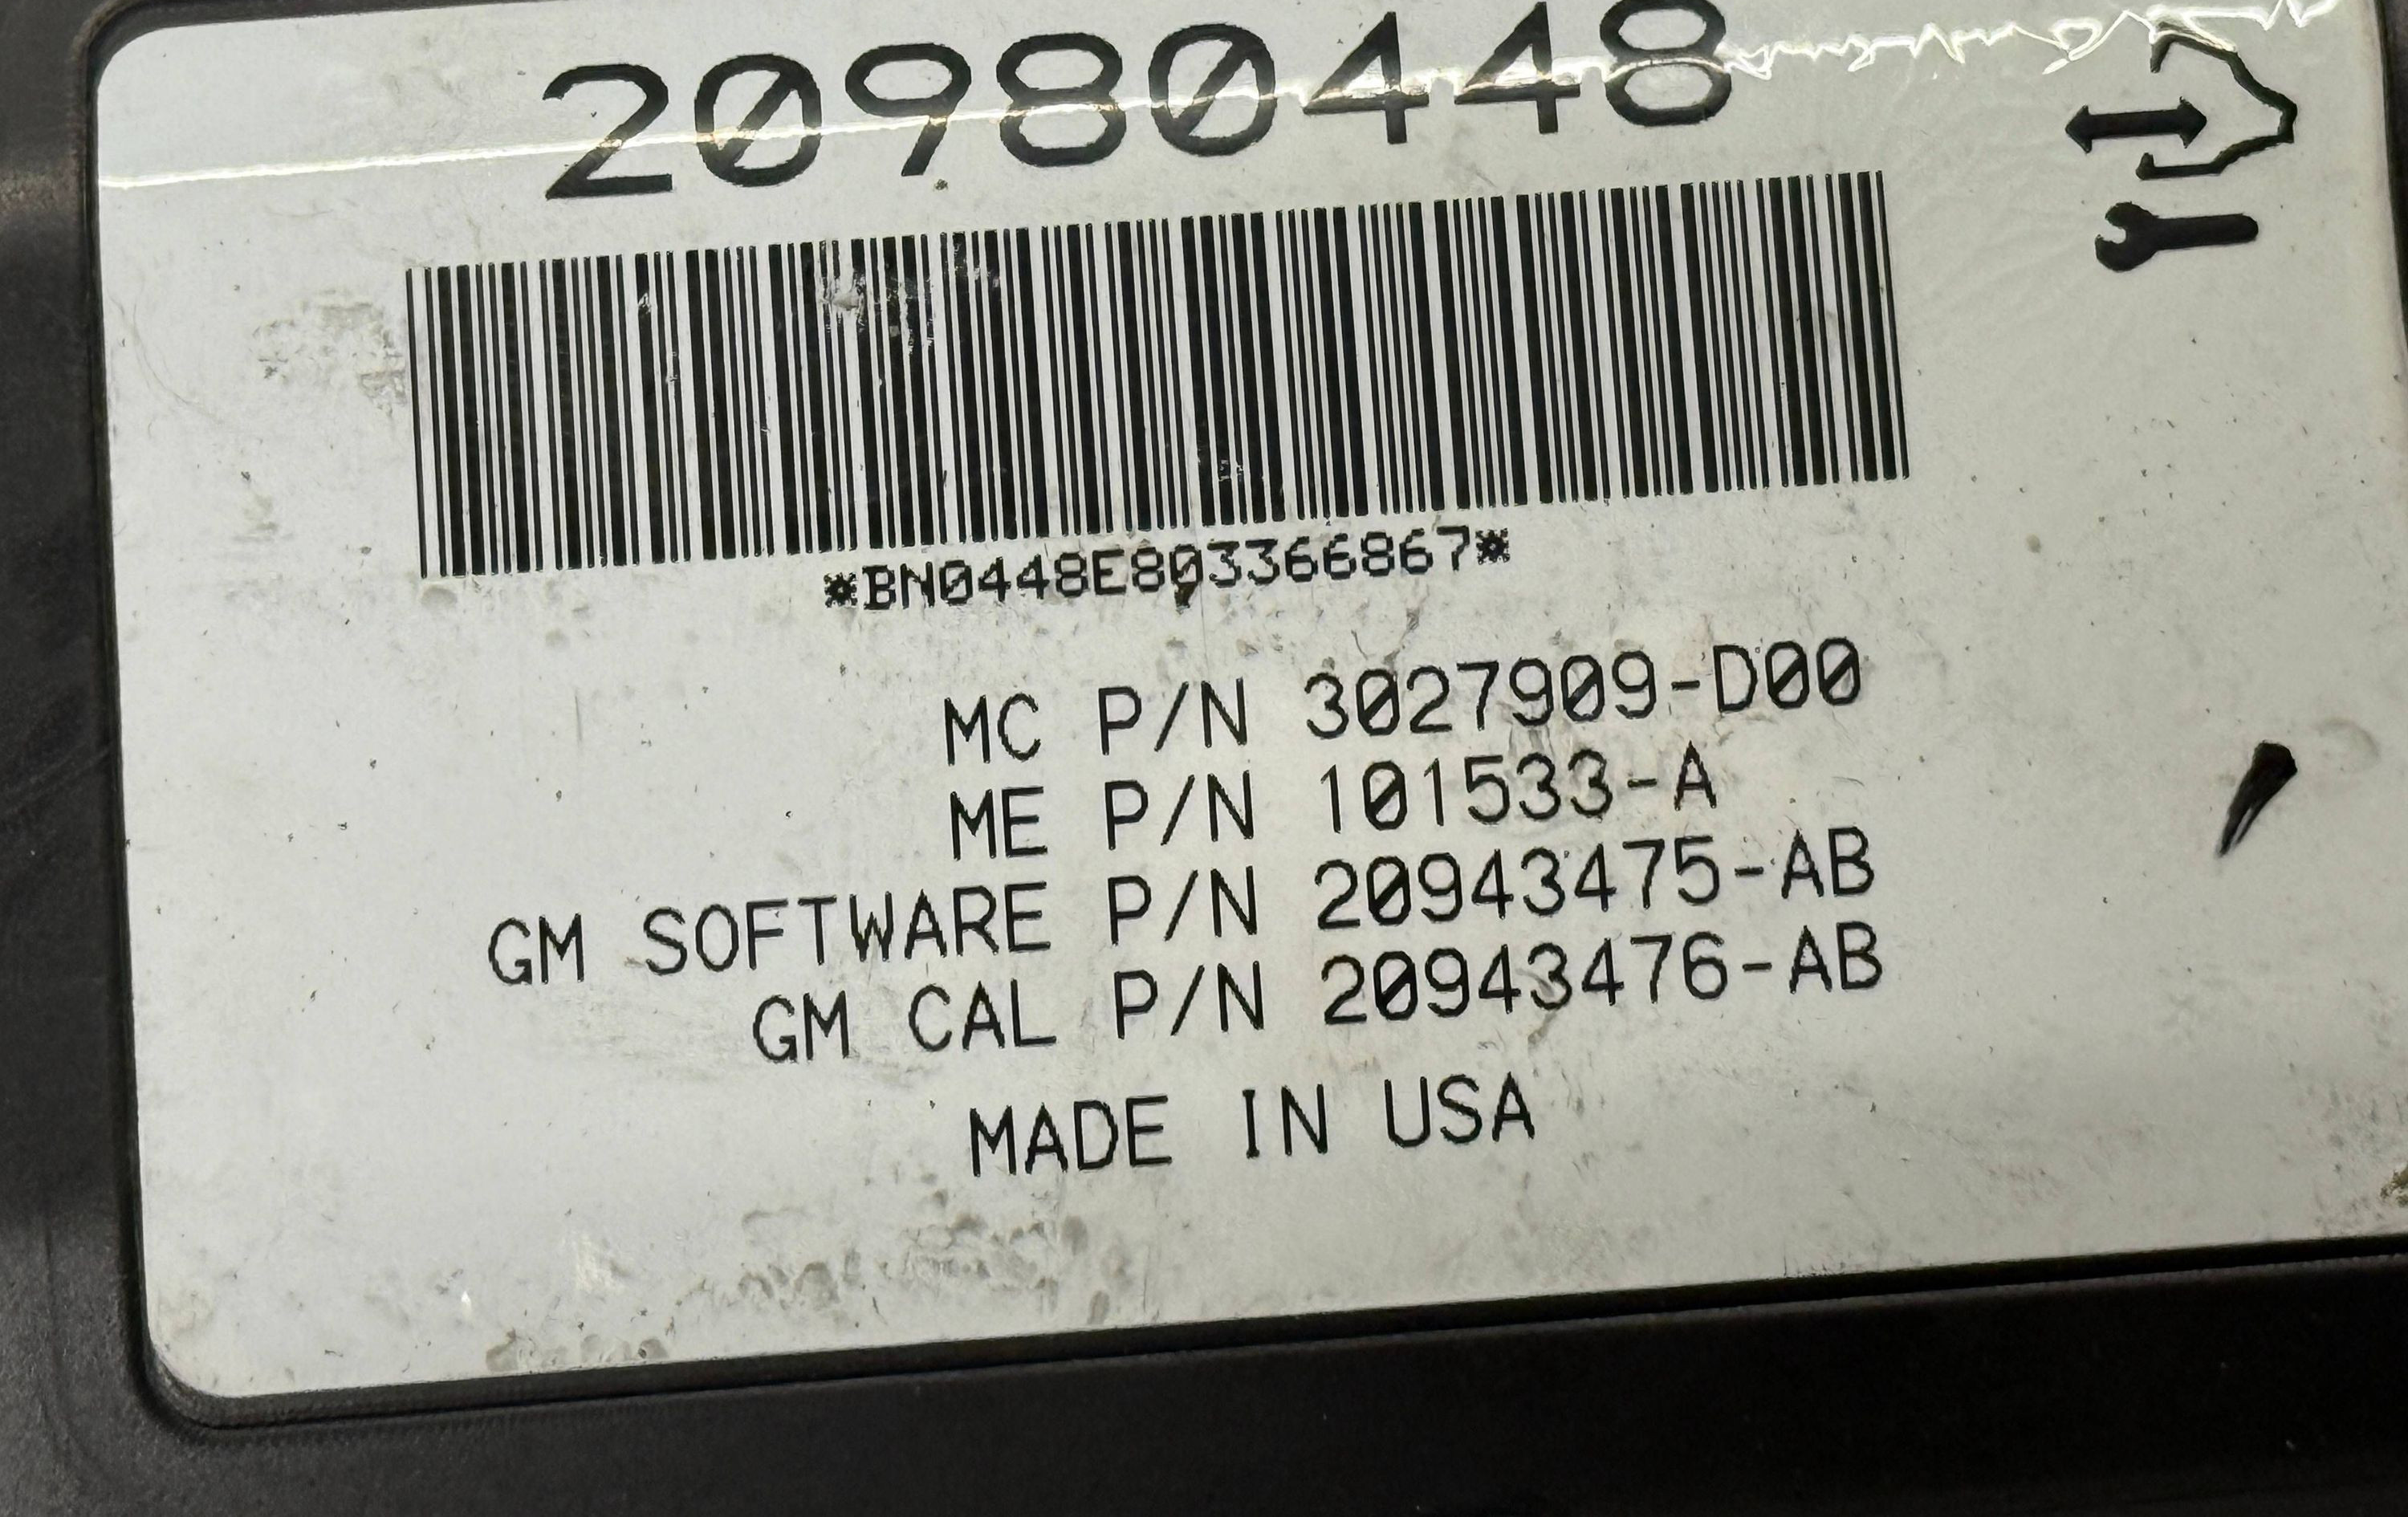 20980448
*BN0448E803366867*
MC P/N 3027909-D00
ME P/N 101533-A
GM SOFTWARE P/N 20943475-AB
GM CAL P/N 20943476-AB
MADE IN USA